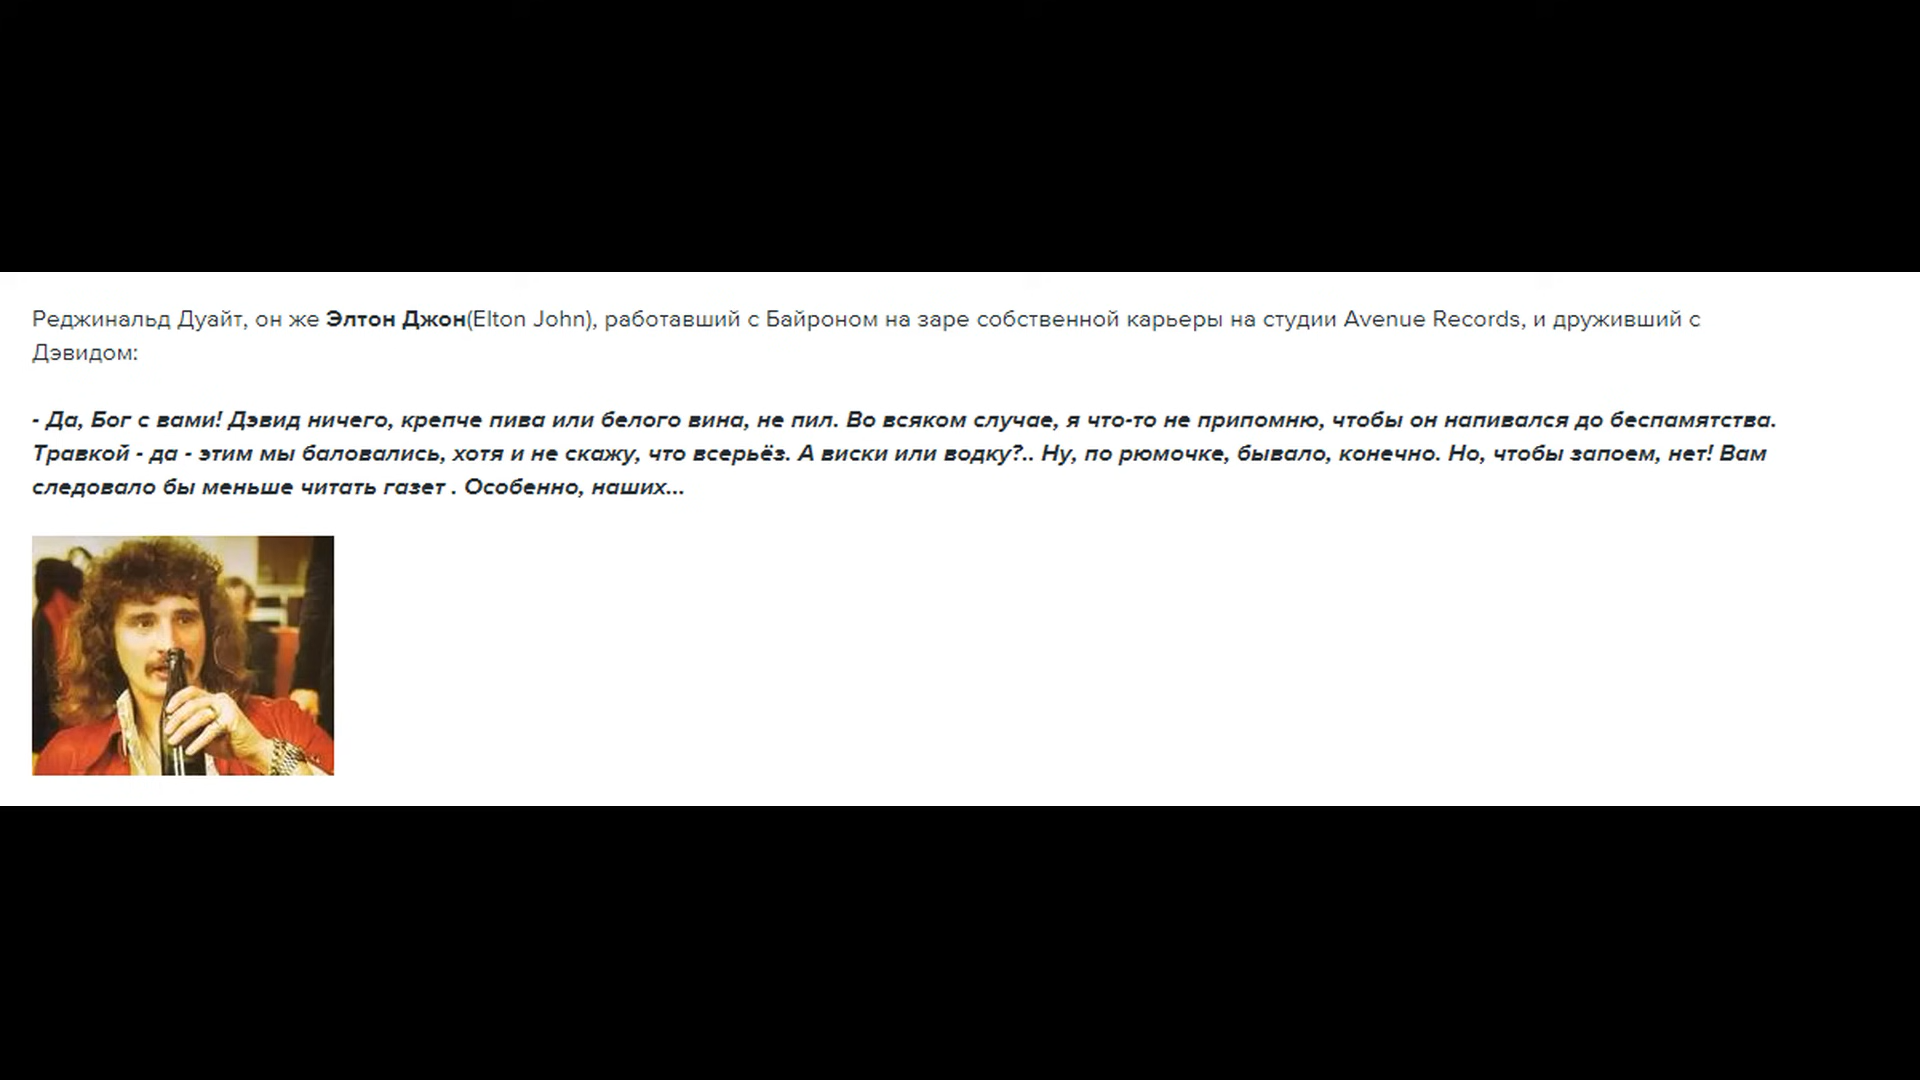 Реджинальд Дуайт, он же Элтон Джон(Elton John), работавший с Байроном на заре собственной карьеры на студии Avenue Records, и друживший с
Дэвидом:
- Да, Бог с вами! Дэвид ничего, крепче пива или белого вина, не пил. Во всяком случае, я что-то не припомню, чтобы он напивался до беспамятства.
Травкой - да - этим мы баловались, хотя и не скажу, что всерьёз. А виски или водку?.. Ну, по рюмочке, бывало, конечно. Но, чтобы запоем, нет! Вам
следовало бы меньше читать газет . Особенно, наших...